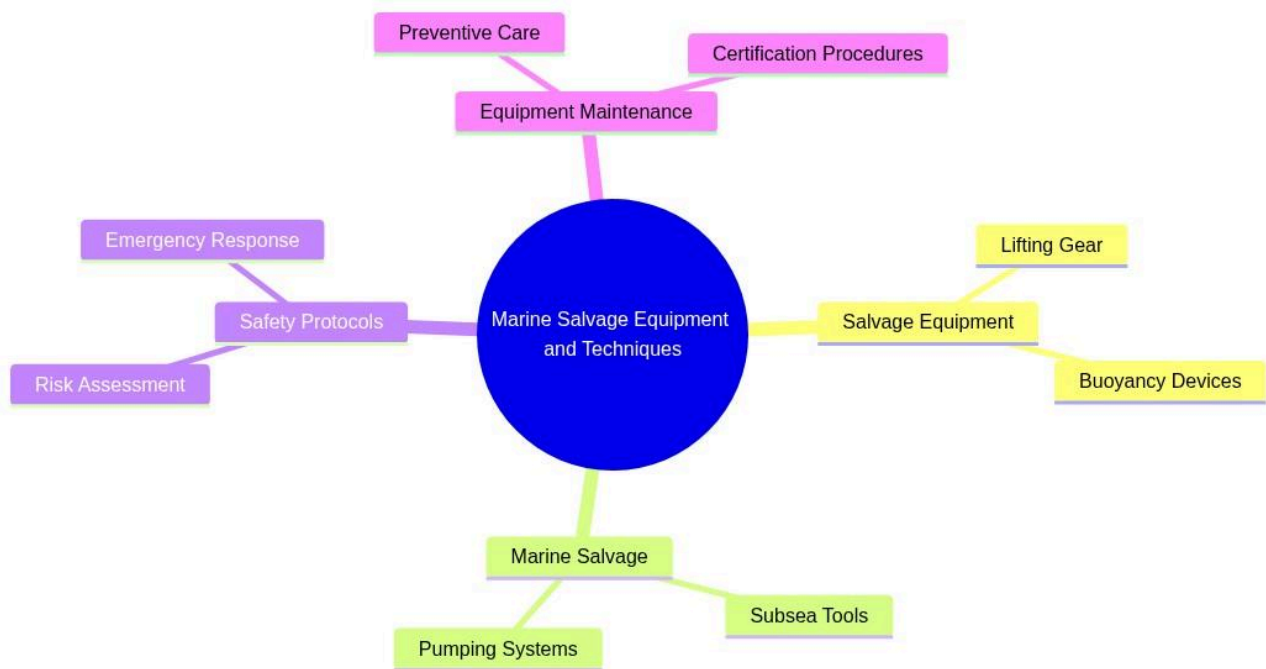 Preventive Care
Certification Procedures
Equipment Maintenance
Emergency Response
Lifting Gear
Safety Protocols
Marine Salvage Equipment
and Techniques
Salvage Equipment
Risk Assessment
Buoyancy Devices
Marine Salvage
Subsea Tools
Pumping Systems